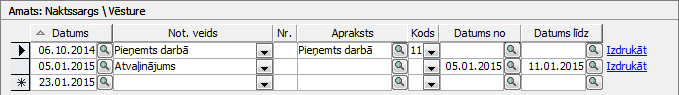 Amats: Naktssargs \ Vēsture
Datums Not. veids Nr. Apraksts Kods Datums no Datums līdz
06.10.2014 Pieņemts darbā Pieņemts darbā 11 Izdrukāt
05.01.2015 Atvaļinājums 05.01.2015 11.01.2015 Izdrukāt
23.01.2015